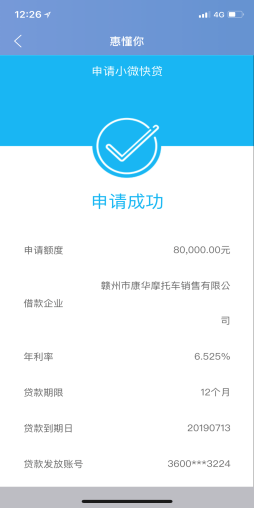 12:26
4G
惠懂你
申请小微快贷
申请成功
申请额度 80,000.00元
借款企业 赣州市康华摩托车销售有限公
司
年利率 6.525%
贷款期限 12个月
贷款到期日 20190713
贷款发放账号 3600***3224